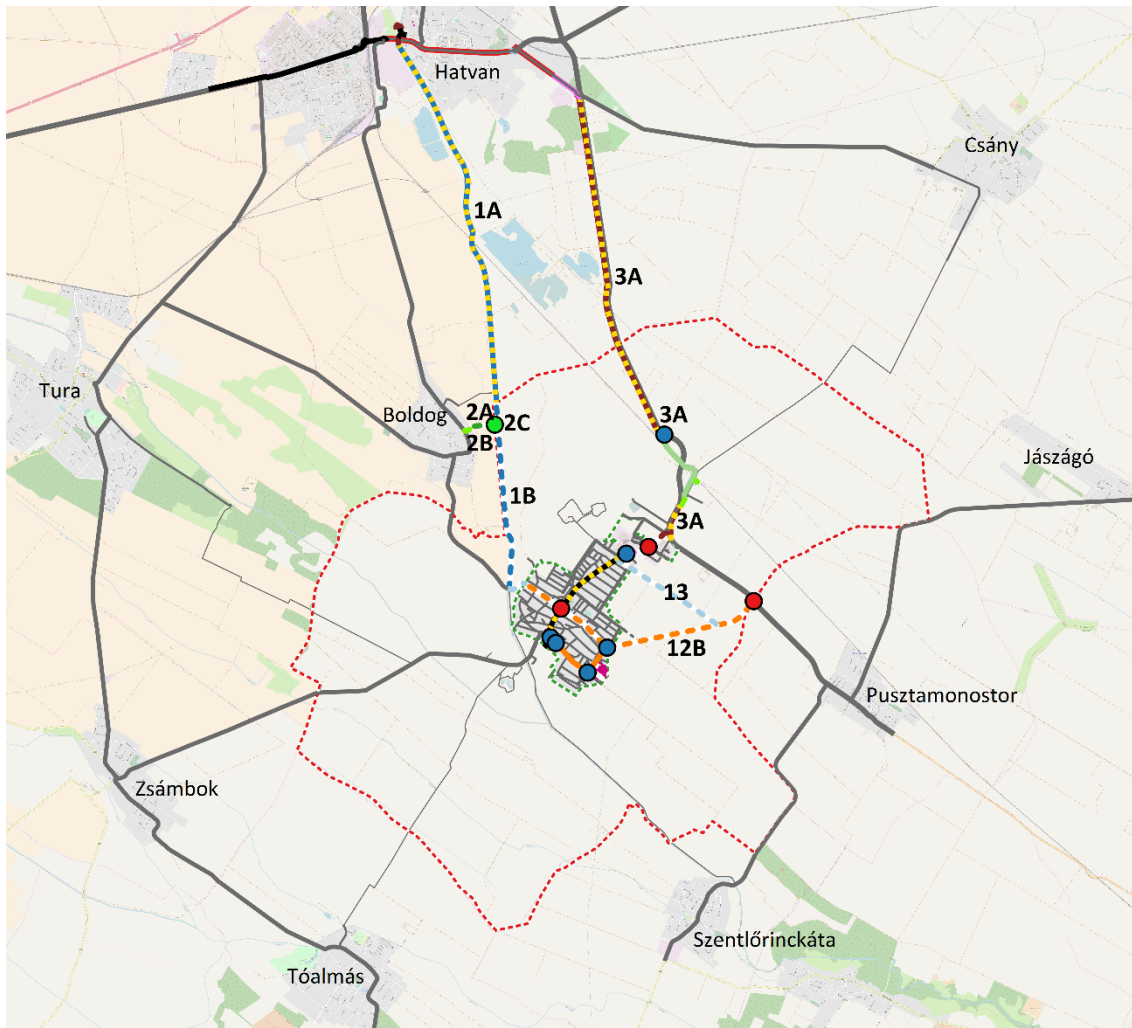 Hatvan
Csány
1A
3A
Tura
Boldog
2A
2C
3A
2B
Jászágó
1B
3A
13
12B
Pusztamonostor
Zsámbok
Szentlőrinckáta
Tóalmás